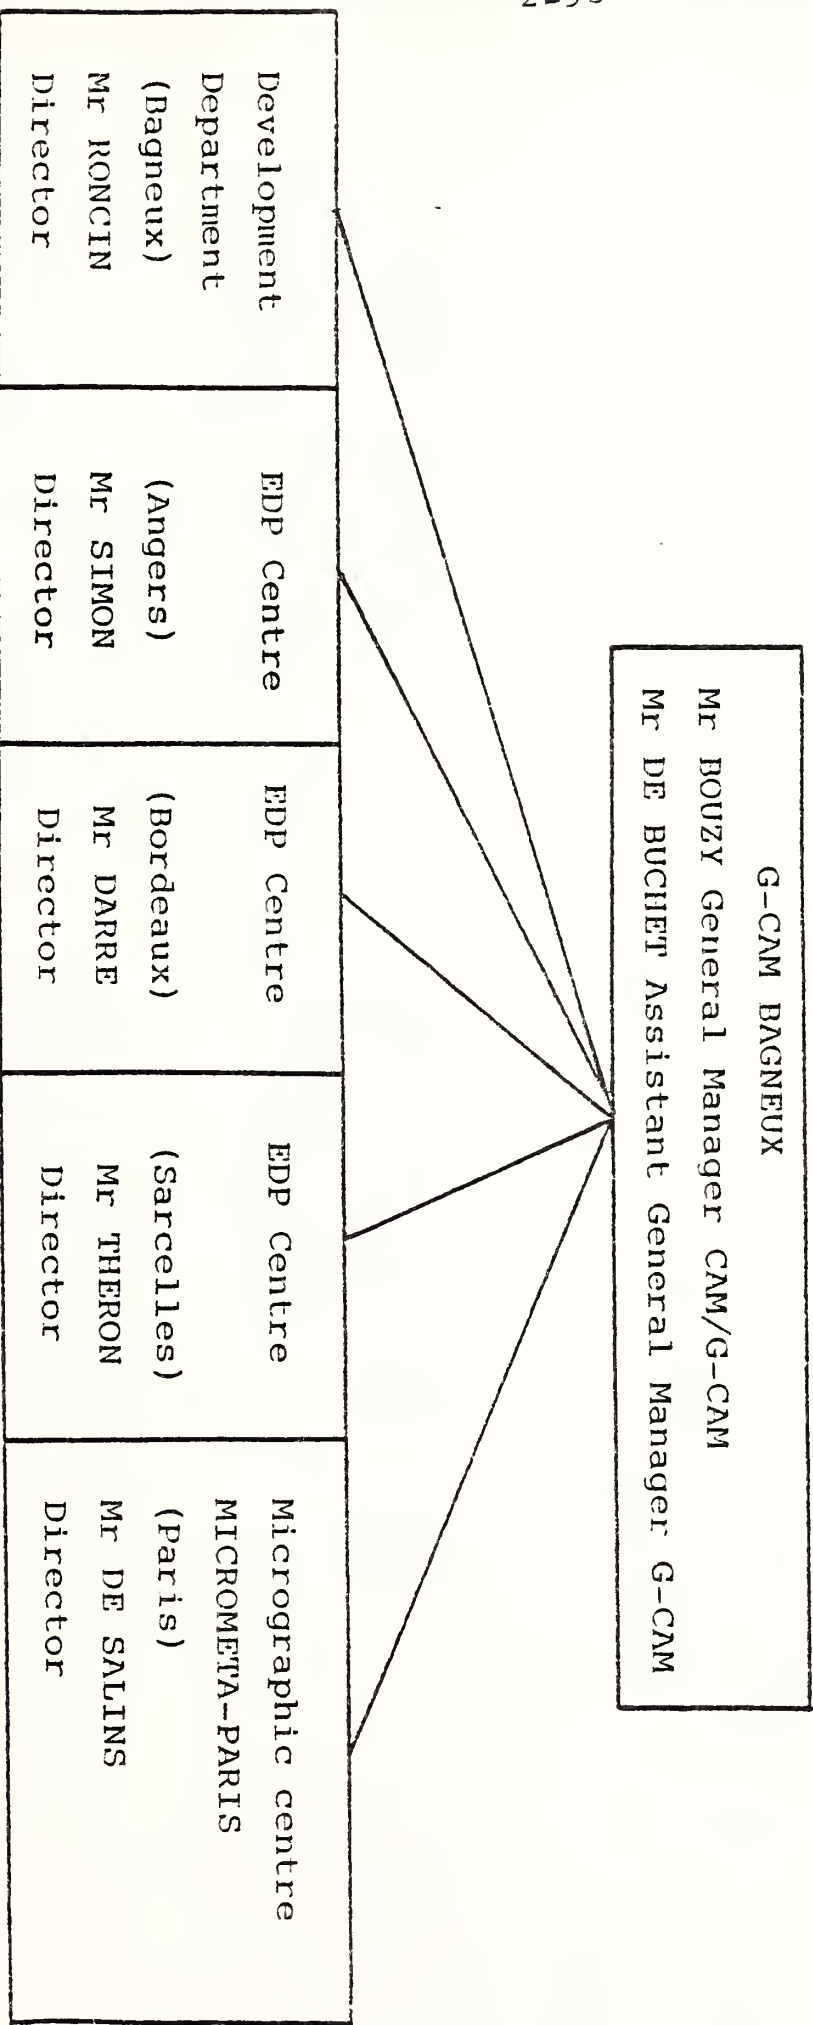 G-CAM BAGNEUX
Mr BOUZY General Manager CAM/G-CAM
Mr DE BUCHET Assistant General Manager G-CAM
Development
Department
(Bagneux)
Mr RONCIN
Director
EDP Centre
(Angers)
Mr SIMON
Director
EDP Centre
(Bordeaux)
Mr DARRE
Director
EDP Centre
(Sarcelles)
Mr THERON
Director
Micrographic centre
MICROMETA-PARIS
(Paris)
Mr DE SALINS
Director